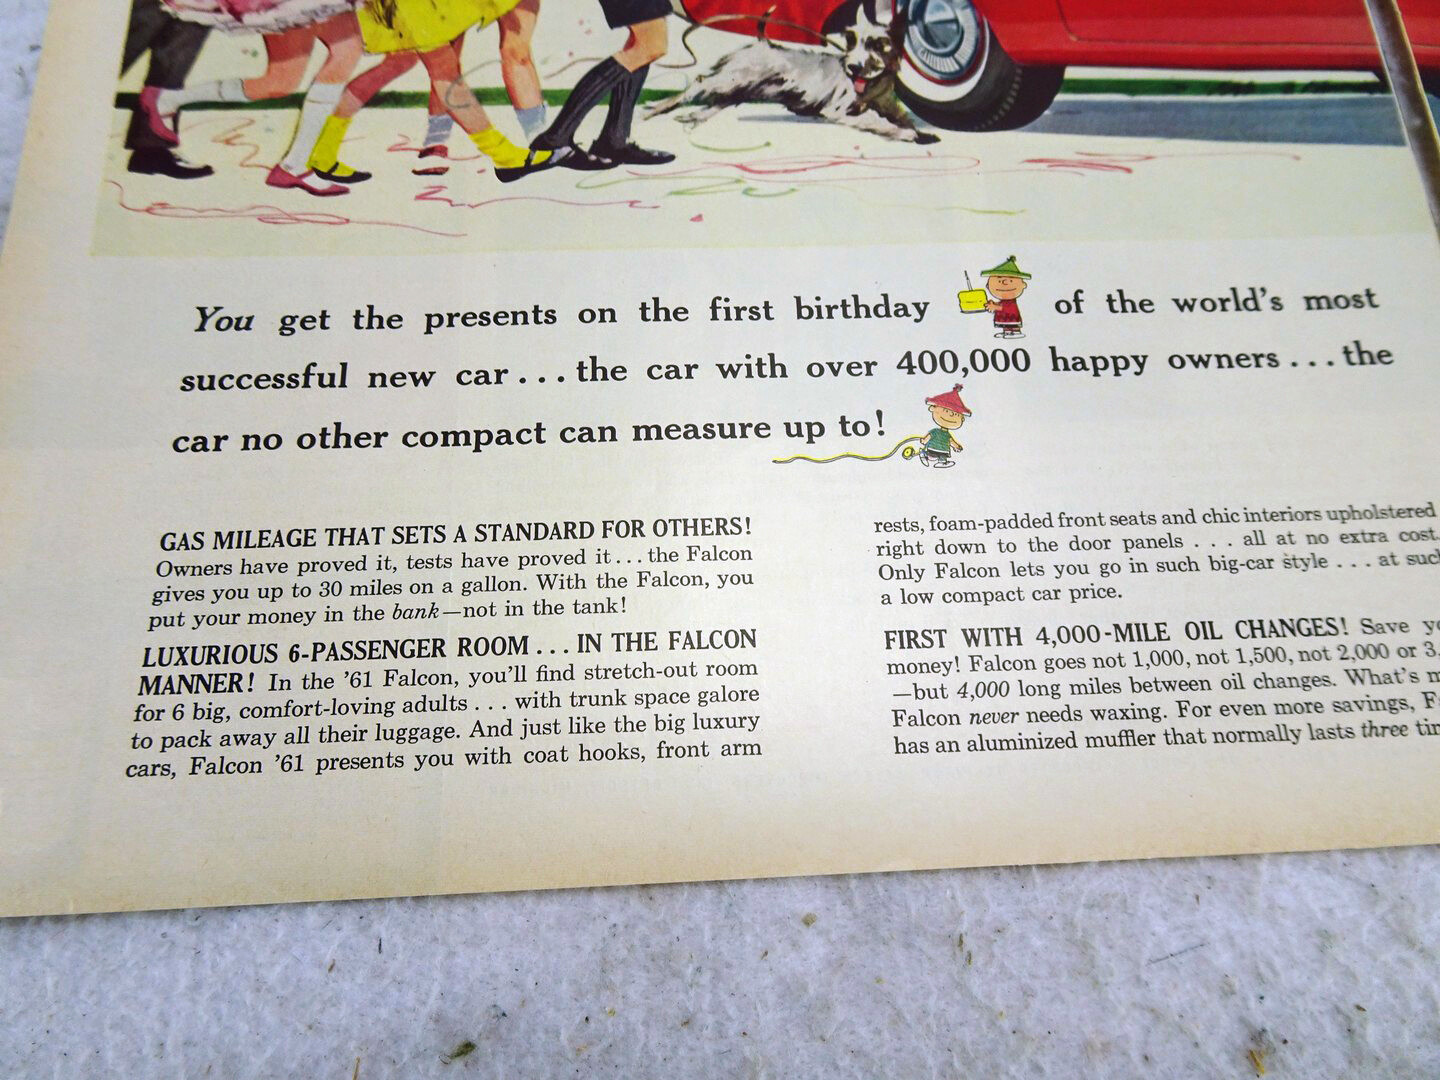 You get the presents on the first birthday of the world's most
successful new car . . . the car with over 400,000 happy owners . . . the
car no other compact can measure up to!
GAS MILEAGE THAT SETS A STANDARD FOR OTHERS!
Owners have proved it, tests have proved it . . . the Falcon
gives you up to 30 miles on a gallon. With the Falcon, you
put your money in the bank—not in the tank!
LUXURIOUS 6-PASSENGER ROOM . . . IN THE FALCON
MANNER! In the '61 Falcon, you'll find stretch-out room
for 6 big, comfort-loving adults . . . with trunk space galore
to pack away all their luggage. And just like the big luxury
cars, Falcon '61 presents you with coat hooks, front arm
rests, foam-padded front seats and chic interiors upholstered
right down to the door panels . . . all at no extra cost.
Only Falcon lets you go in such big-car style . . . at such
a low compact car price.
FIRST WITH 4,000-MILE OIL CHANGES! Save
money! Falcon goes not 1,000, not 1,500, not 2,000 or
—but 4,000 long miles between oil changes. What's
Falcon never needs waxing. For even more savings,
has an aluminized muffler that normally lasts three